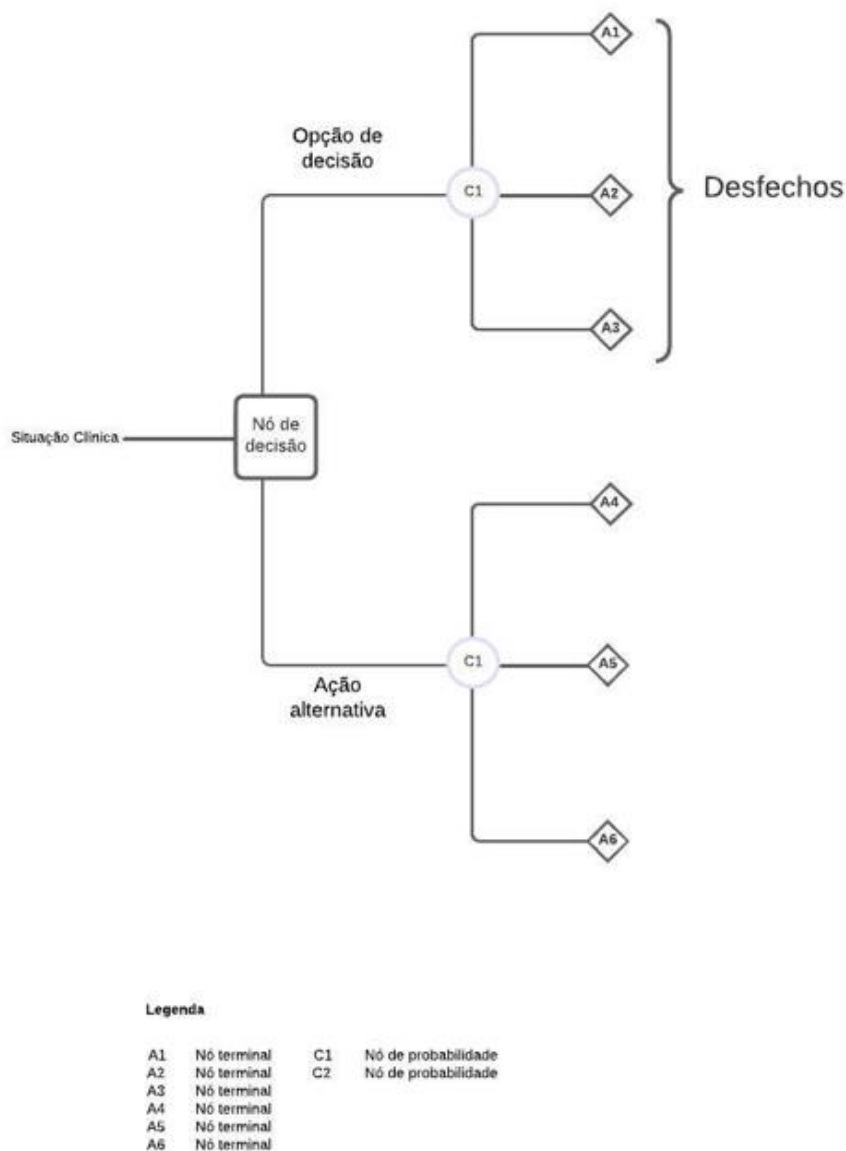 A1
Opção de
decisão
C1
A2
Desfechos
A3
Situação Clínica
Nó de
decisão
A4
C1
A5
Ação
alternativa
A6
Legenda
A1 Nó terminal C1 Nó de probabilidade
A2 Nó terminal C2 Nó de probabilidade
A3 Nó terminal
A4 Nó terminal
A5 Nó terminal
A6 Nó terminal